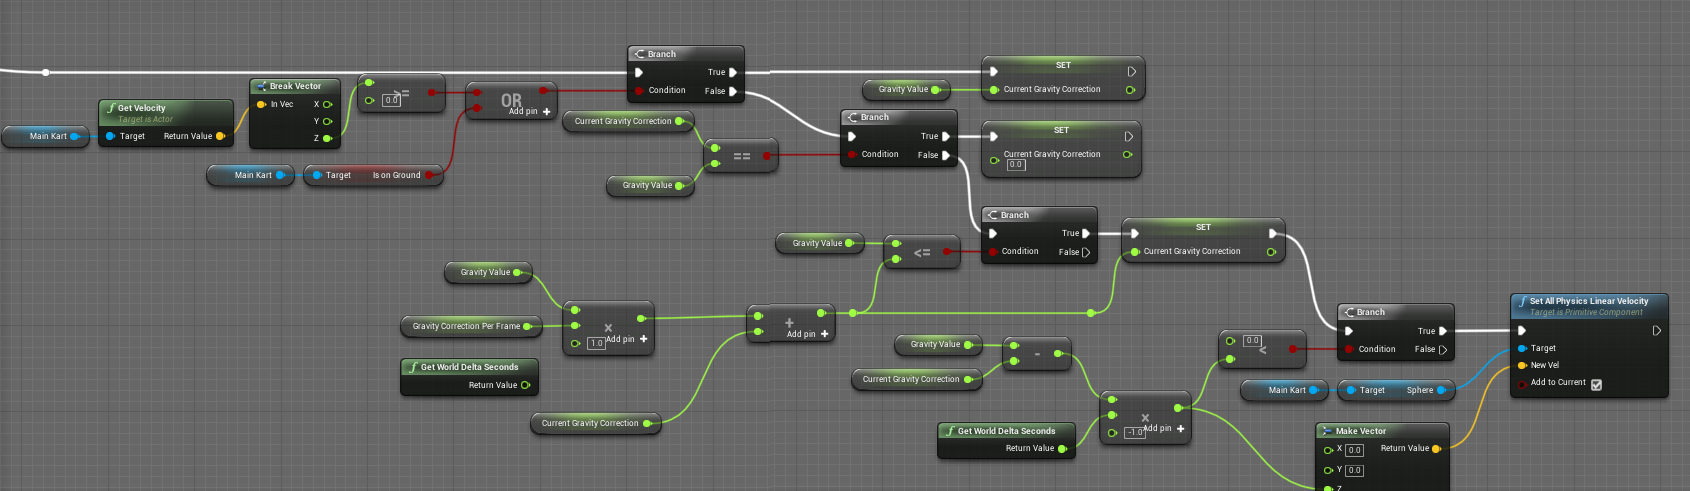 Branch
True
Condition
False
SET
Gravity Value
Current Gravity Correction
Get Velocity
Target is Actor
Main Kart
Target
Return Value
Break Vector
In Vec
X
Y
Z
>=
0.0
OR
Add pin +
Main Kart
Target
Is on Ground
Current Gravity Correction
==
Gravity Value
Branch
True
Condition
False
SET
Current Gravity Correction
0.0
Branch
True
Condition
False
Gravity Value
<=
SET
Current Gravity Correction
Gravity Value
Gravity Correction Per Frame
x
1.0
Add pin +
Get World Delta Seconds
Return Value
Current Gravity Correction
+
Add pin +
Gravity Value
Current Gravity Correction
-
Get World Delta Seconds
Return Value
x
-1.0
Add pin +
0.0
<
Branch
True
Condition
False
Main Kart
Target
Sphere
Set All Physics Linear Velocity
Target is Primitive Component
Target
New Vel
Add to Current
Make Vector
X
0.0
Return Value
Y
0.0
Z